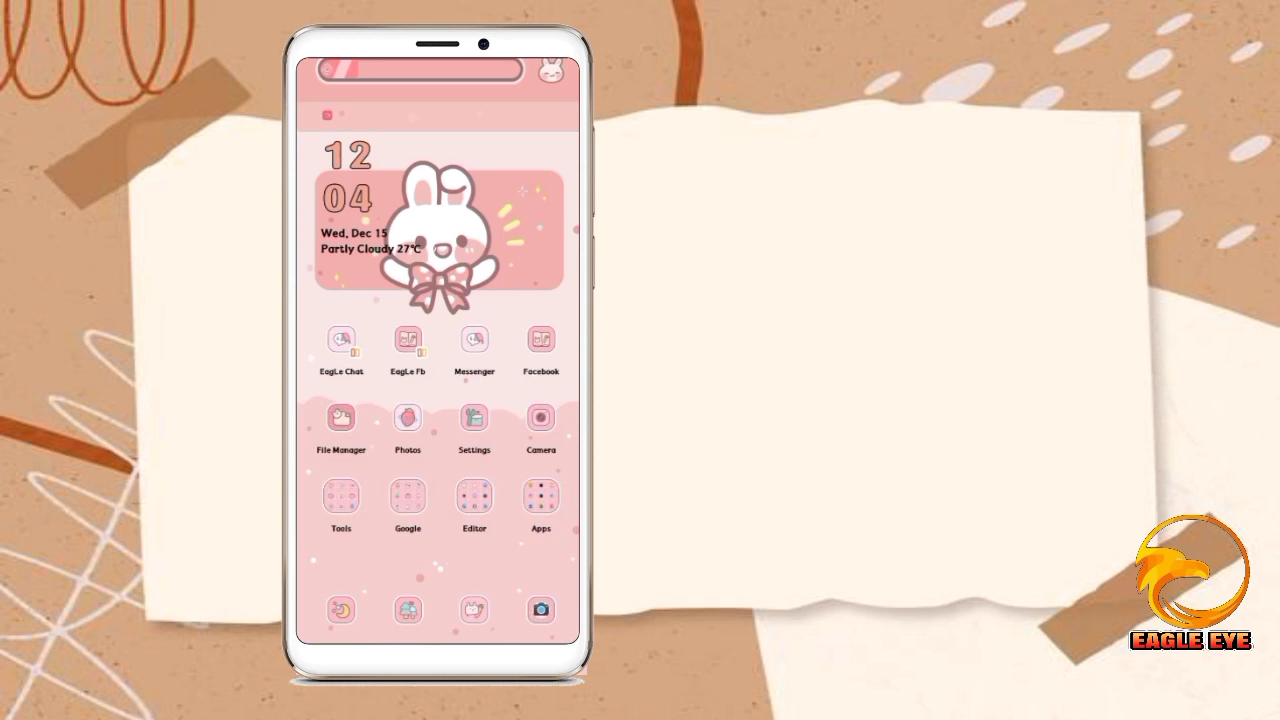 12
04
Wed, Dec 15
Partly Cloudy 27°C
EagLe Chat
EagLe Fb
Messenger
Facebook
File Manager
Photos
Settings
Camera
Tools
Google
Editor
Apps
EAGLE EYE